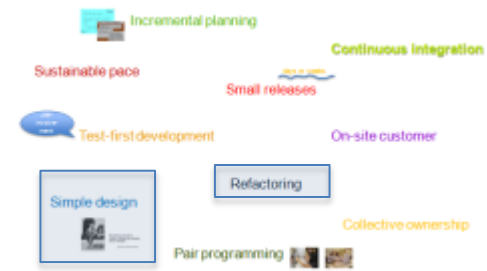 Incremental planning
Continuous integration
Sustainable pace
Small releases
Test-first development
On-site customer
Refactoring
Simple design
Collective ownership
Pair programming